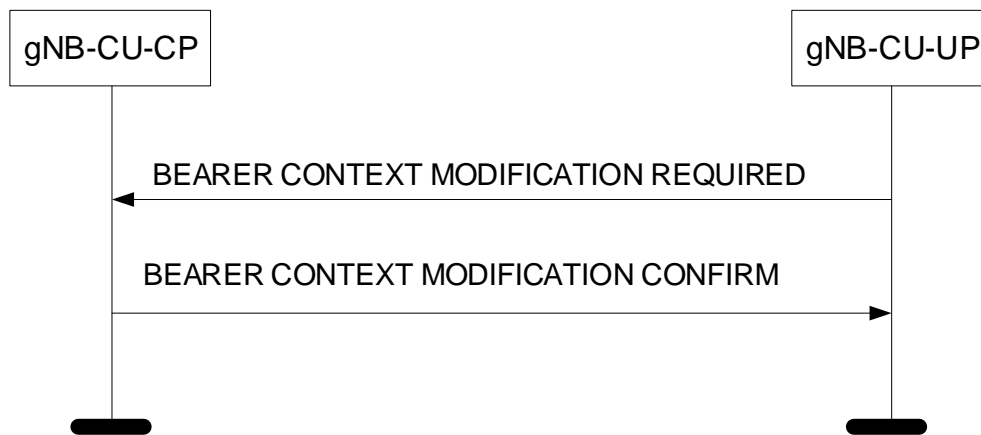 gNB-CU-CP
gNB-CU-UP
BEARER CONTEXT MODIFICATION REQUIRED
BEARER CONTEXT MODIFICATION CONFIRM